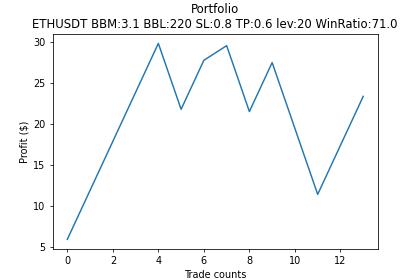 Portfolio
ETHUSDT BBM:3.1 BBL:220 SL:0.8 TP:0.6 lev:20 WinRatio:71.0
30
25
20
15
10
5
Profit ($)
0 2 4 6 8 10 12
Trade counts